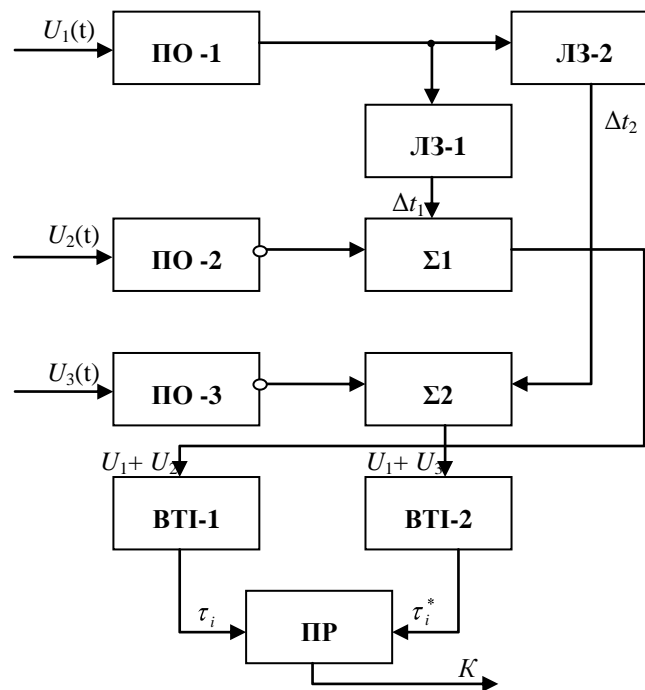 U₁(t)
ПО -1
ЛЗ-2
Δt₂
ЛЗ-1
Δt₁
U₂(t)
ПО -2
Σ1
U₃(t)
ПО -3
Σ2
U₁+ U₂
U₁+ U₃
ВТІ-1
ВТІ-2
τᵢ
ПР
τᵢ*
К